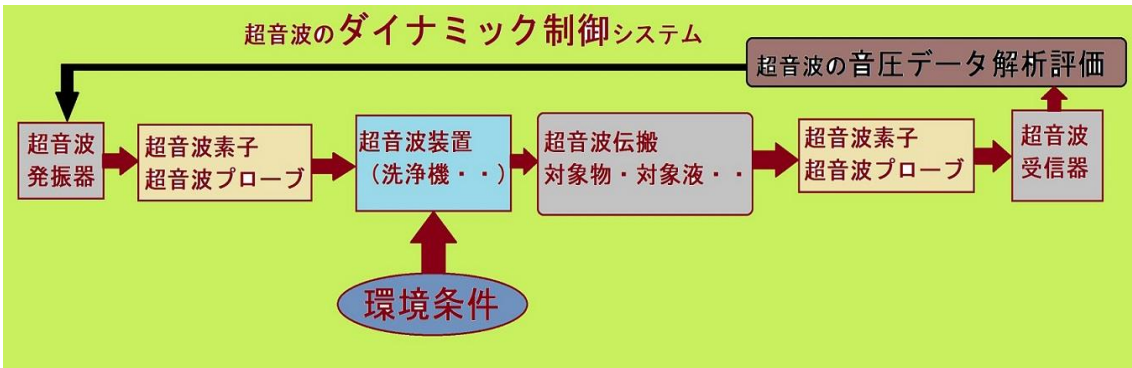 超音波のダイナミック制御システム
超音波の音圧データ解析評価
超音波
発振器
超音波素子
超音波プローブ
超音波装置
（洗浄機・・）
超音波伝搬
対象物・対象液・・
超音波素子
超音波プローブ
超音波
受信器
環境条件